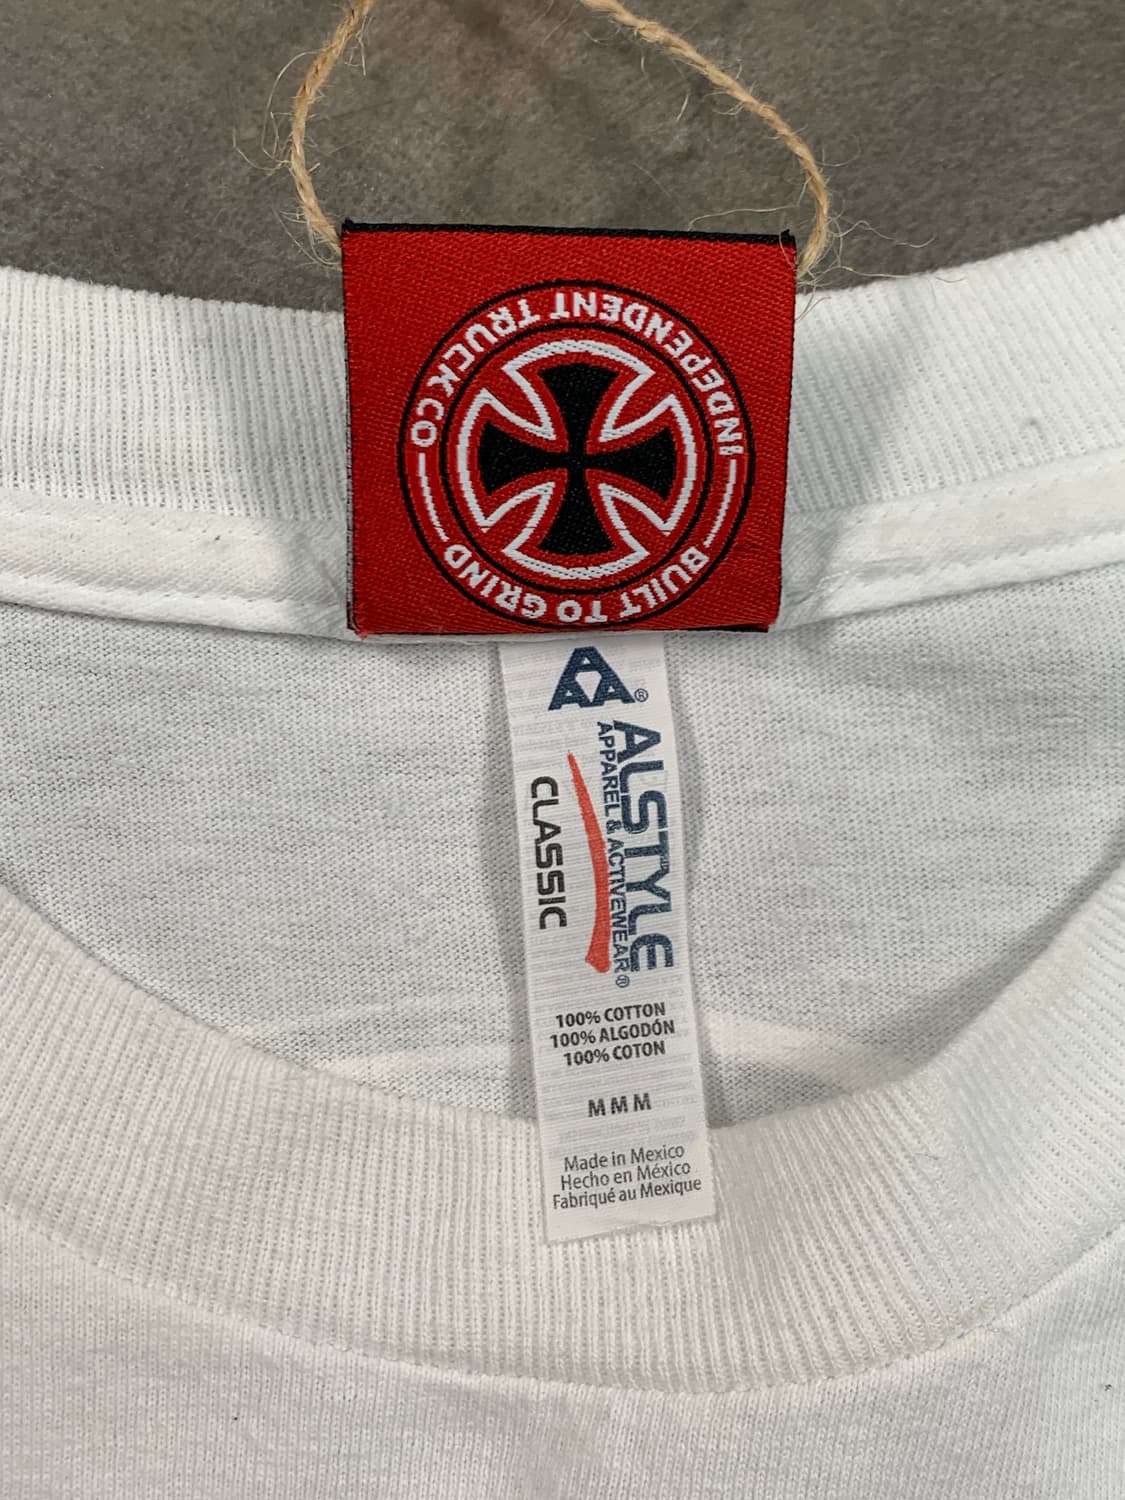 INDEPENDENT TRUCK CO
BUILT TO GRIND
AAA®
ALSTYLE
APPAREL & ACTIVEWEAR®
CLASSIC
100% COTTON
100% ALGODÓN
100% COTON
M M M
Made in Mexico
Hecho en México
Fabriqué au Mexique